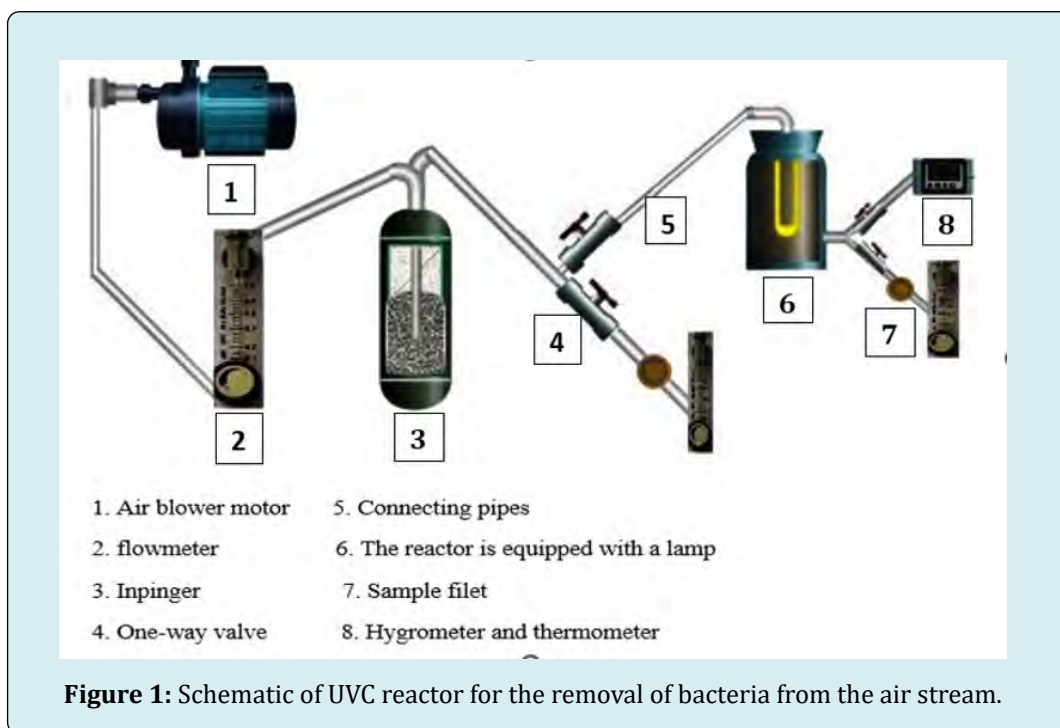 1
2
3
4
5
6
7
8
1. Air blower motor
2. flowmeter
3. Inpinger
4. One-way valve
5. Connecting pipes
6. The reactor is equipped with a lamp
7. Sample filet
8. Hygrometer and thermometer
Figure 1: Schematic of UVC reactor for the removal of bacteria from the air stream.